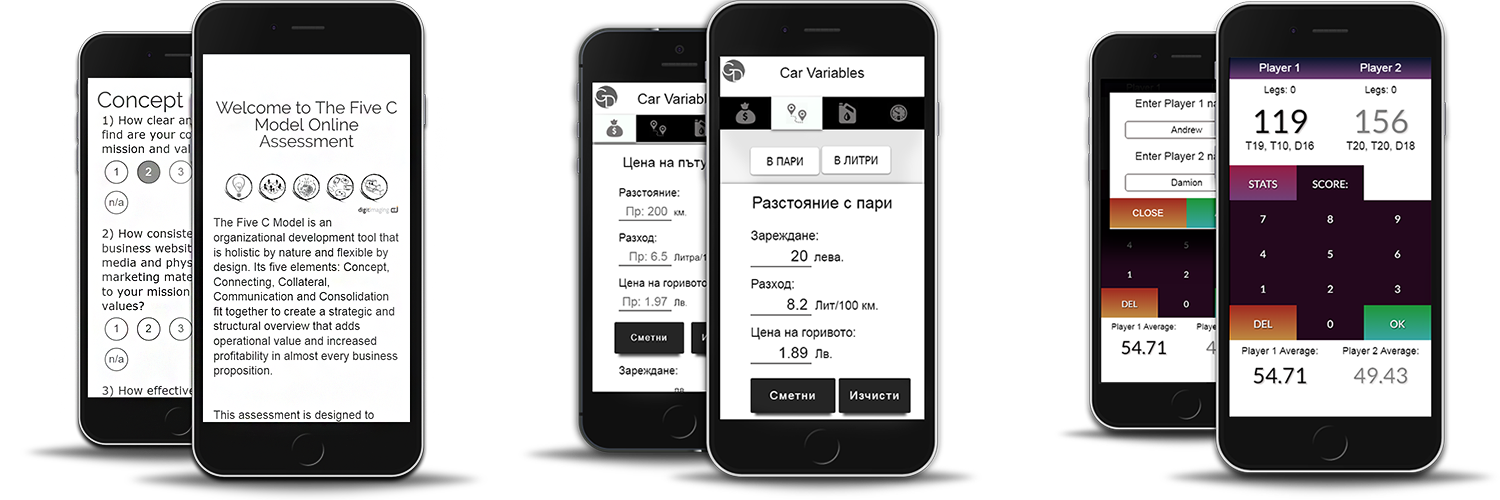 Concept
1) How clear an
find are your co
mission and val
1 2 3
n/a
2) How consiste
business websit
media and phys
marketing mate
to your mission
values?
1 2 3
n/a
3) How effective
Welcome to The Five C
Model Online
Assessment
digitimaging
The Five C Model is an
organizational development tool that
is holistic by nature and flexible by
design. Its five elements: Concept,
Connecting, Collateral,
Communication and Consolidation
fit together to create a strategic and
structural overview that adds
operational value and increased
profitability in almost every business
proposition.
This assessment is designed to
GD
Car Variabl
Цена на пъту
Разстояние:
Пр: 200 км.
Разход:
Пр: 6.5 Литра/1
Цена на горивот
Пр: 1.97 Лв.
Сметни И
Зареждане:
GD
Car Variables
В ПАРИ В ЛИТРИ
Разстояние с пари
Зареждане:
20 лева.
Разход:
8.2 Лит/100 км.
Цена на горивото:
1.89 Лв.
Сметни Изчисти
Enter Player 1 na
Andrew
Enter Player 2 na
Damion
CLOSE
4 5
1 2
DEL 0
Player 1 Average: Playe
54.71 4
Player 1 Player 2
Legs: 0 Legs: 0
119 156
T19, T10, D16 T20, T20, D18
STATS SCORE:
7 8 9
4 5 6
1 2 3
DEL 0 OK
Player 1 Average: Player 2 Average:
54.71 49.43